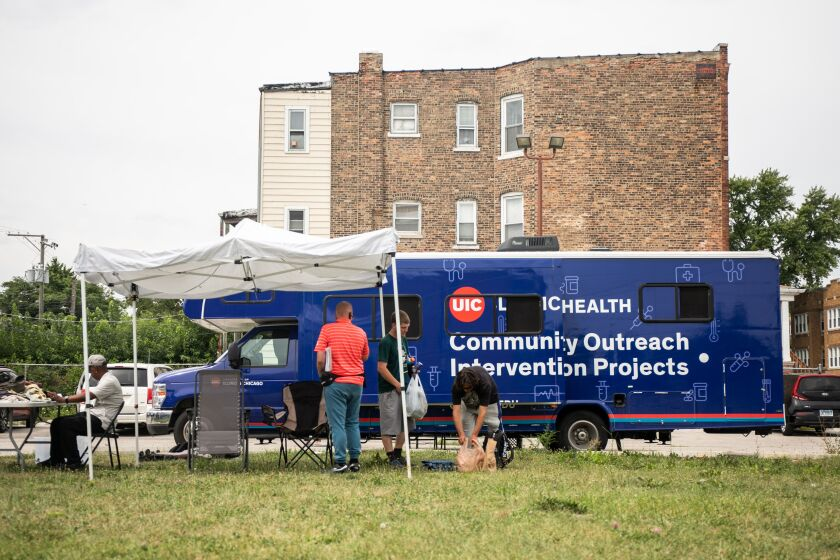 UIC
HEALTH
Community Outreach
Intervention Projects